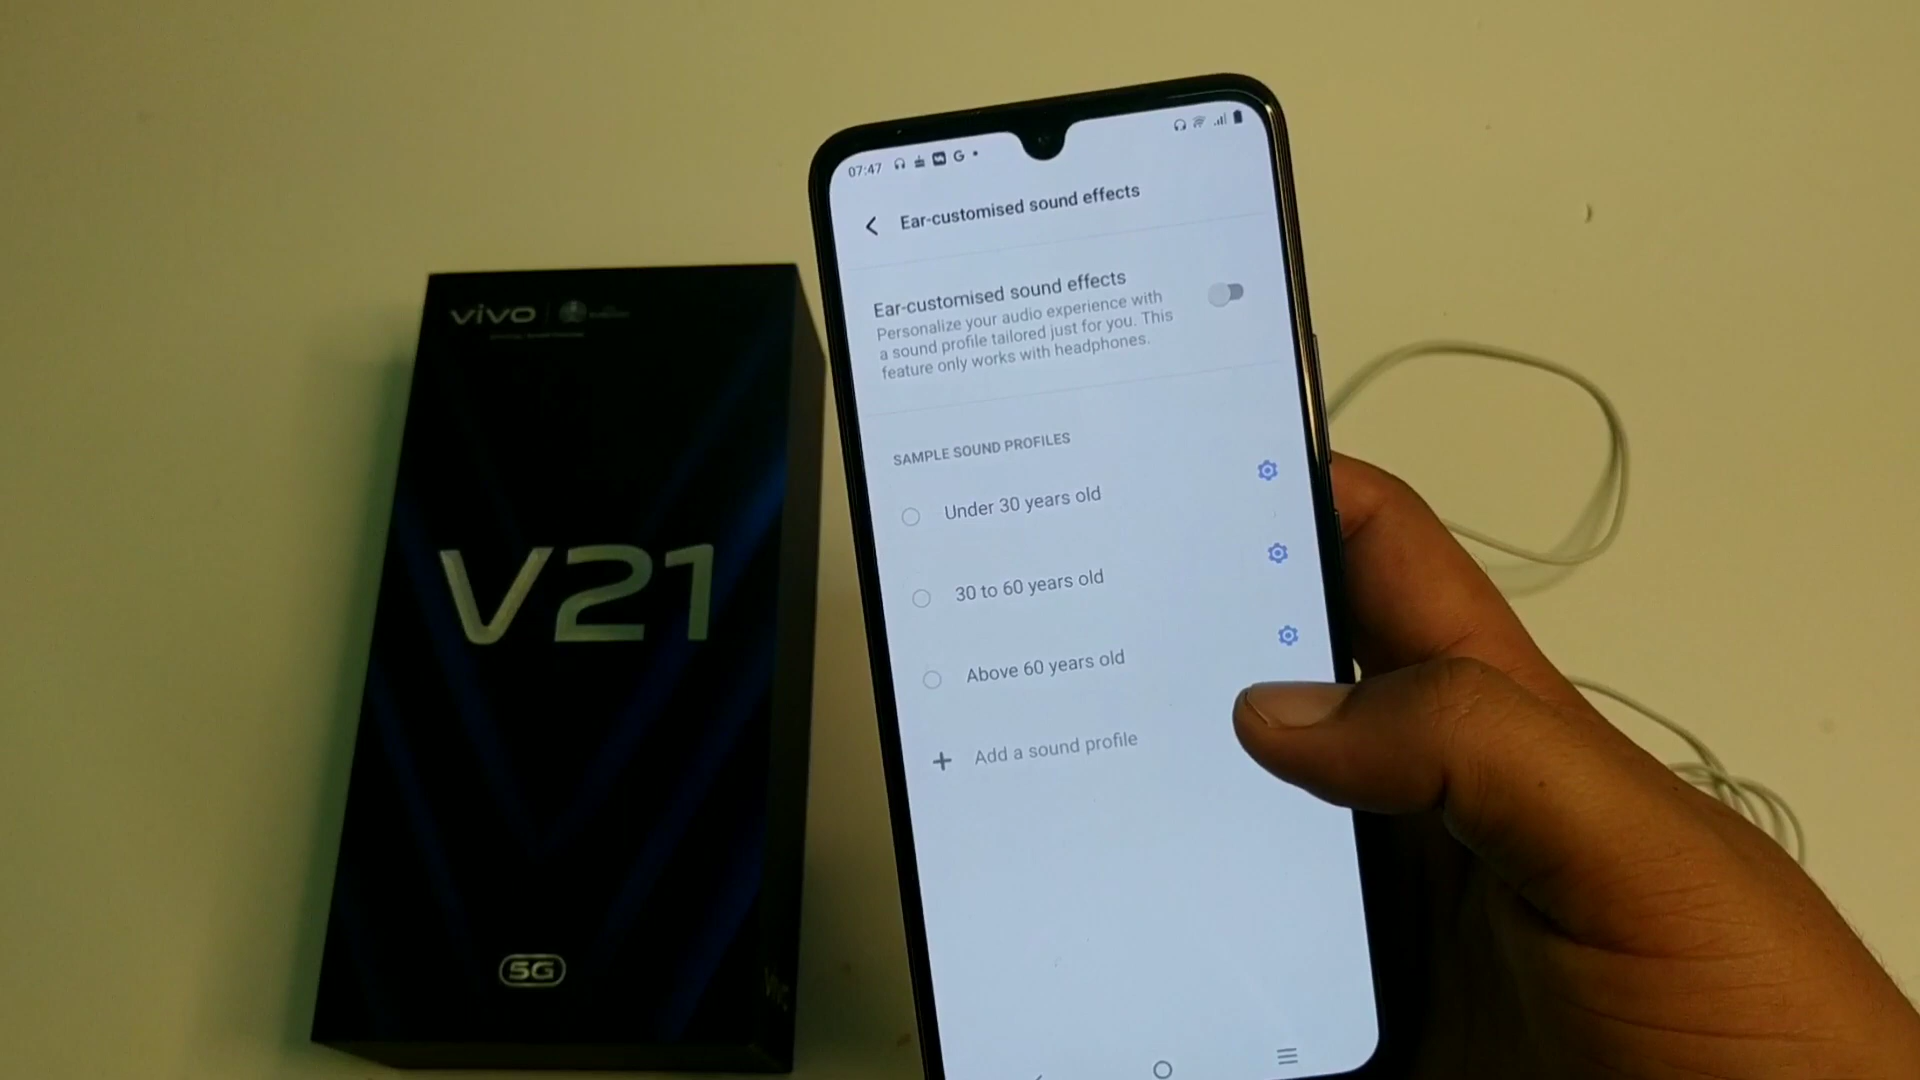 vivo
V21
5G
07:47
Ear-customised sound effects
Ear-customised sound effects
Personalize your audio experience with
a sound profile tailored just for you. This
feature only works with headphones.
SAMPLE SOUND PROFILES
Under 30 years old
30 to 60 years old
Above 60 years old
Add a sound profile